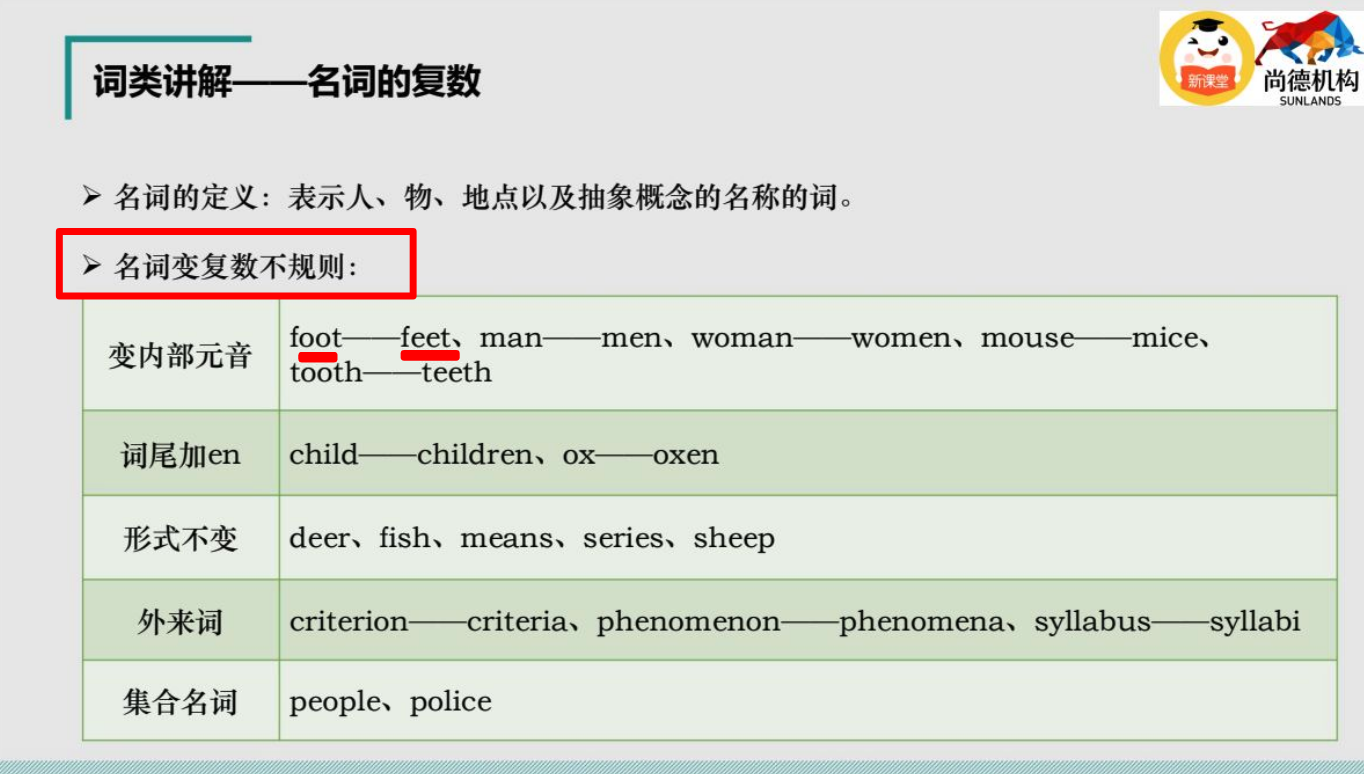 词类讲解——名词的复数
新课堂
尚德机构
SUNLANDS
➢ 名词的定义：表示人、物、地点以及抽象概念的名称的词。
➢ 名词变复数不规则：
变内部元音
foot——feet、man——men、woman——women、mouse——mice、
tooth——teeth
词尾加en
child——children、ox——oxen
形式不变
deer、fish、means、series、sheep
外来词
criterion——criteria、phenomenon——phenomena、syllabus——syllabi
集合名词
people、police